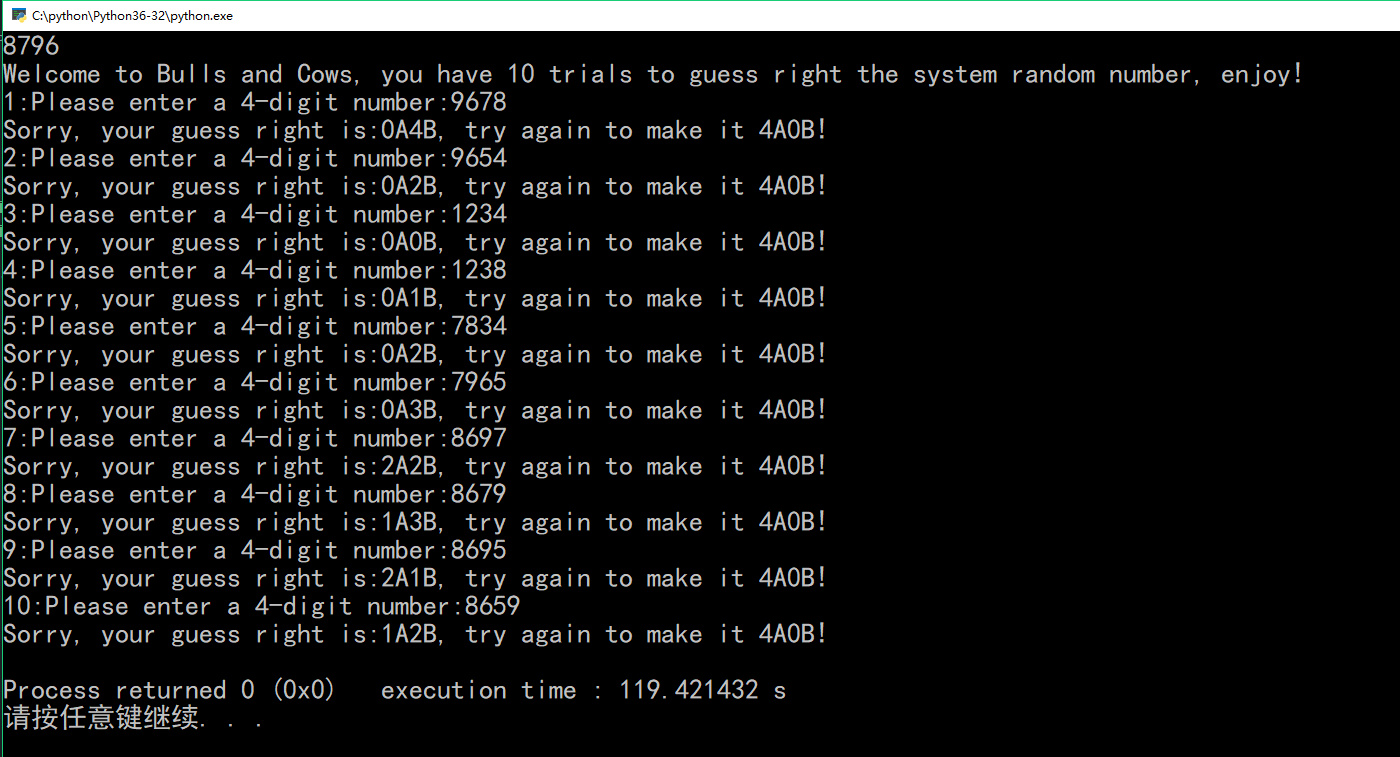 C:\python\Python36-32\python.exe
8796
Welcome to Bulls and Cows, you have 10 trials to guess right the system random number, enjoy!
1:Please enter a 4-digit number:9678
Sorry, your guess right is:0A4B, try again to make it 4A0B!
2:Please enter a 4-digit number:9654
Sorry, your guess right is:0A2B, try again to make it 4A0B!
3:Please enter a 4-digit number:1234
Sorry, your guess right is:0A0B, try again to make it 4A0B!
4:Please enter a 4-digit number:1238
Sorry, your guess right is:0A1B, try again to make it 4A0B!
5:Please enter a 4-digit number:7834
Sorry, your guess right is:0A2B, try again to make it 4A0B!
6:Please enter a 4-digit number:7965
Sorry, your guess right is:0A3B, try again to make it 4A0B!
7:Please enter a 4-digit number:8697
Sorry, your guess right is:2A2B, try again to make it 4A0B!
8:Please enter a 4-digit number:8679
Sorry, your guess right is:1A3B, try again to make it 4A0B!
9:Please enter a 4-digit number:8695
Sorry, your guess right is:2A1B, try again to make it 4A0B!
10:Please enter a 4-digit number:8659
Sorry, your guess right is:1A2B, try again to make it 4A0B!
Process returned 0 (0x0)   execution time : 119.421432 s
请按任意键继续. . .